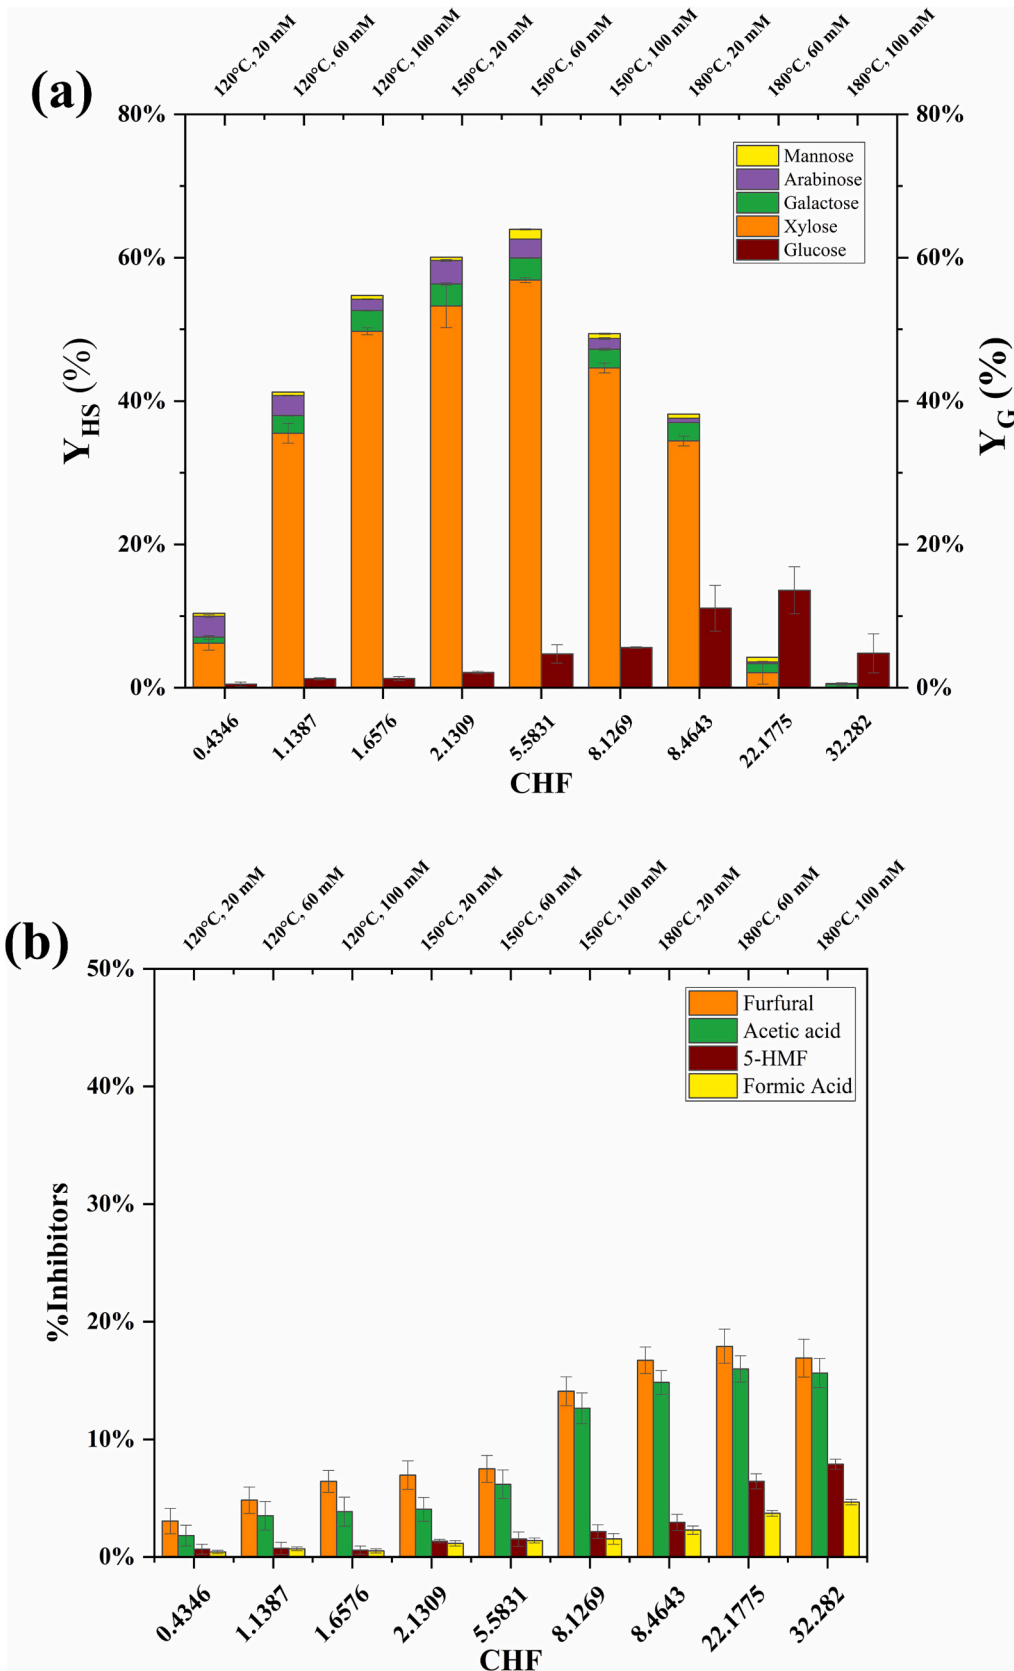 120°C, 20 mM
120°C, 60 mM
120°C, 100 mM
150°C, 20 mM
150°C, 60 mM
150°C, 100 mM
180°C, 20 mM
180°C, 60 mM
180°C, 100 mM
(a)
80%
60%
40%
20%
0%
Y_HS (%)
Mannose
Arabinose
Galactose
Xylose
Glucose
80%
60%
40%
20%
0%
Y_G (%)
0.4346
1.1387
1.6576
2.1309
5.5831
8.1269
8.4643
22.1775
32.282
CHF
120°C, 20 mM
120°C, 60 mM
120°C, 100 mM
150°C, 20 mM
150°C, 60 mM
150°C, 100 mM
180°C, 20 mM
180°C, 60 mM
180°C, 100 mM
(b)
50%
40%
30%
20%
10%
0%
%Inhibitors
Furfural
Acetic acid
5-HMF
Formic Acid
0.4346
1.1387
1.6576
2.1309
5.5831
8.1269
8.4643
22.1775
32.282
CHF